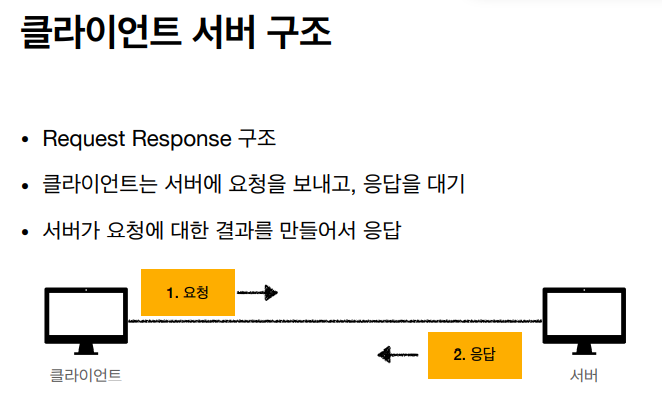 클라이언트 서버 구조
• Request Response 구조
• 클라이언트는 서버에 요청을 보내고, 응답을 대기
• 서버가 요청에 대한 결과를 만들어서 응답
1. 요청
2. 응답
클라이언트
서버